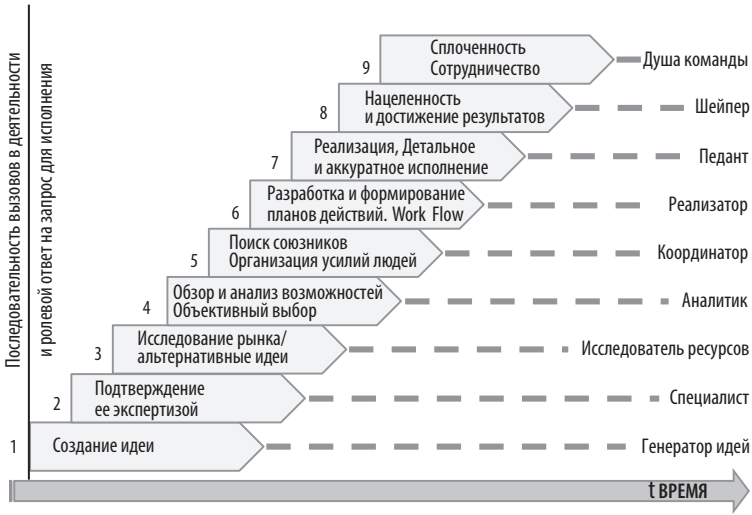 Последовательность вызовов в деятельности
и ролевой ответ на запрос для исполнения
9
Сплоченность
Сотрудничество
Душа команды
8
Нацеленность
и достижение результатов
Шейпер
7
Реализация, Детальное
и аккуратное исполнение
Педант
6
Разработка и формирование
планов действий. Work Flow
Реализатор
5
Поиск союзников
Организация усилий людей
Координатор
4
Обзор и анализ возможностей
Объективный выбор
Аналитик
3
Исследование рынка/
альтернативные идеи
Исследователь ресурсов
2
Подтверждение
ее экспертизой
Специалист
1
Создание идеи
Генератор идей
t ВРЕМЯ